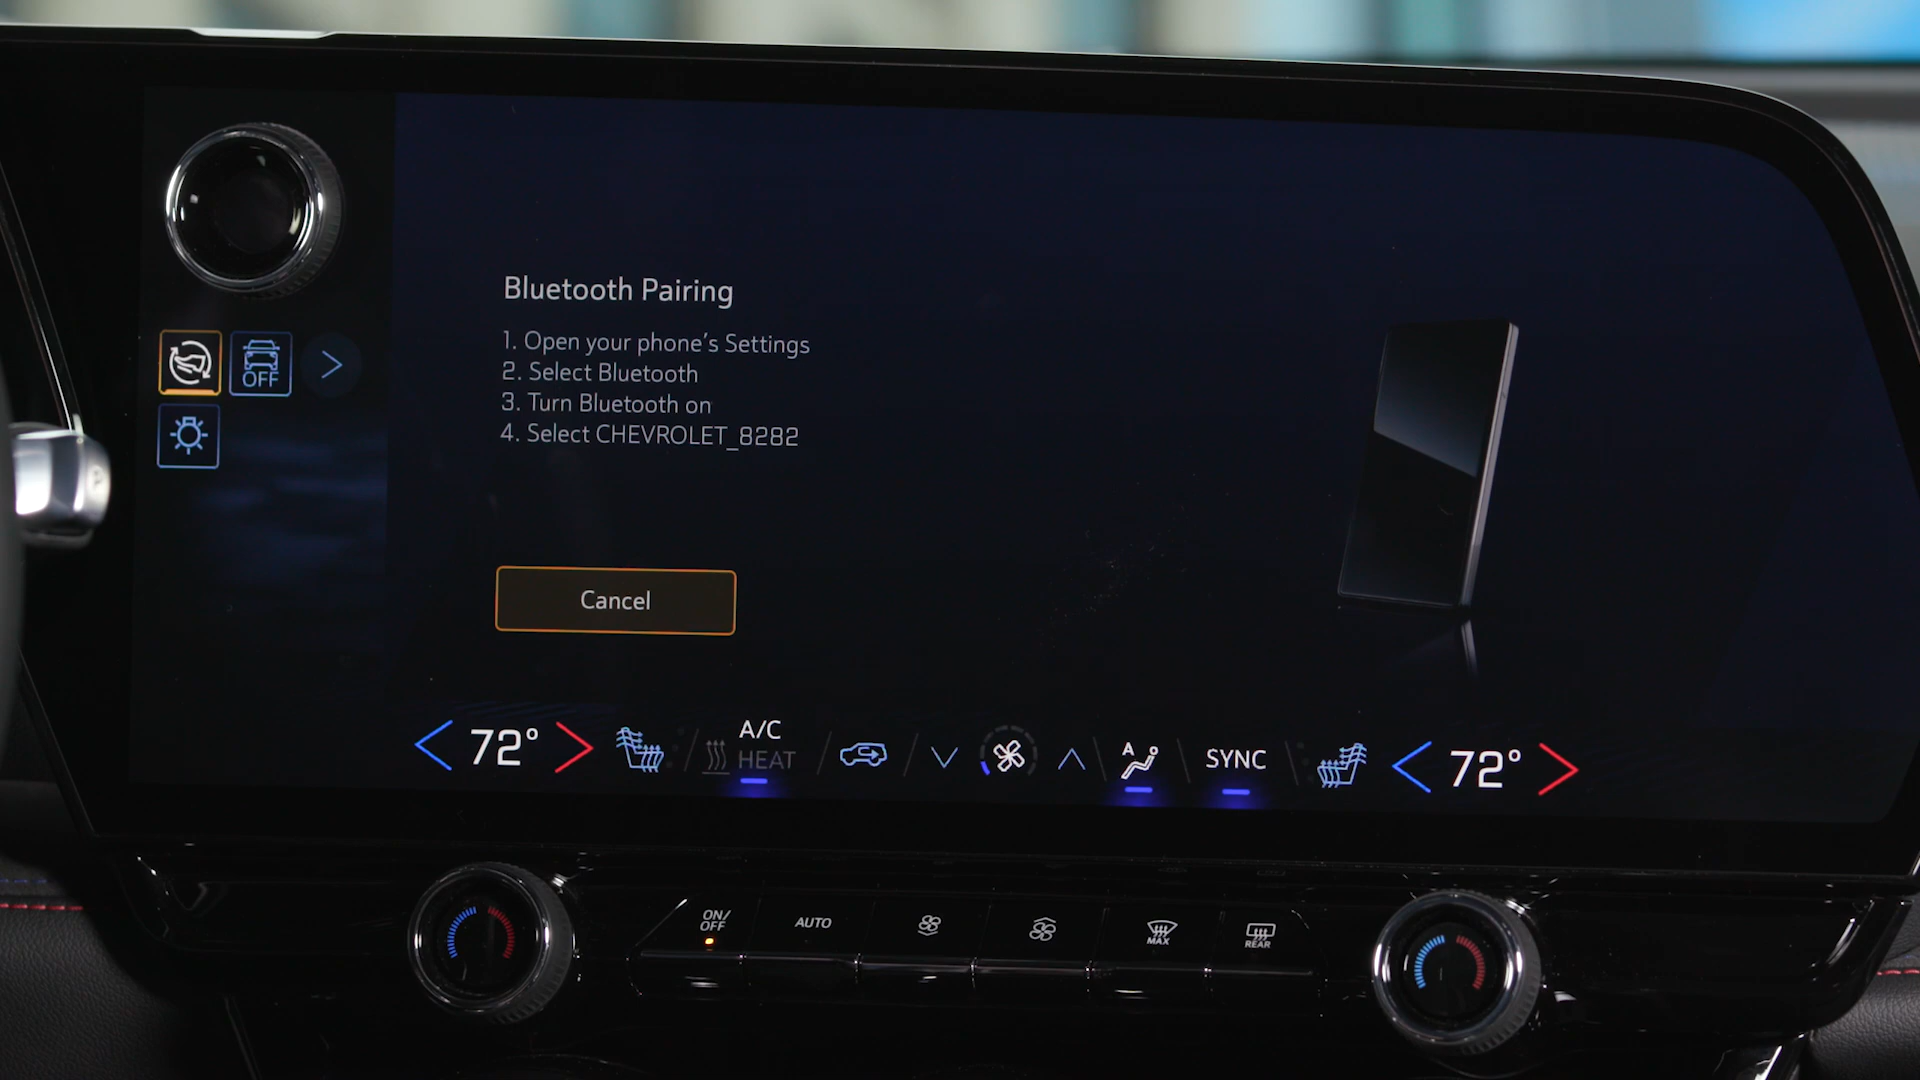 Bluetooth Pairing
1. Open your phone's Settings
2. Select Bluetooth
3. Turn Bluetooth on
4. Select CHEVROLET_8282
OFF
Cancel
72°
A/C
HEAT
A
SYNC
72°
ON/
OFF
AUTO
MAX
REAR